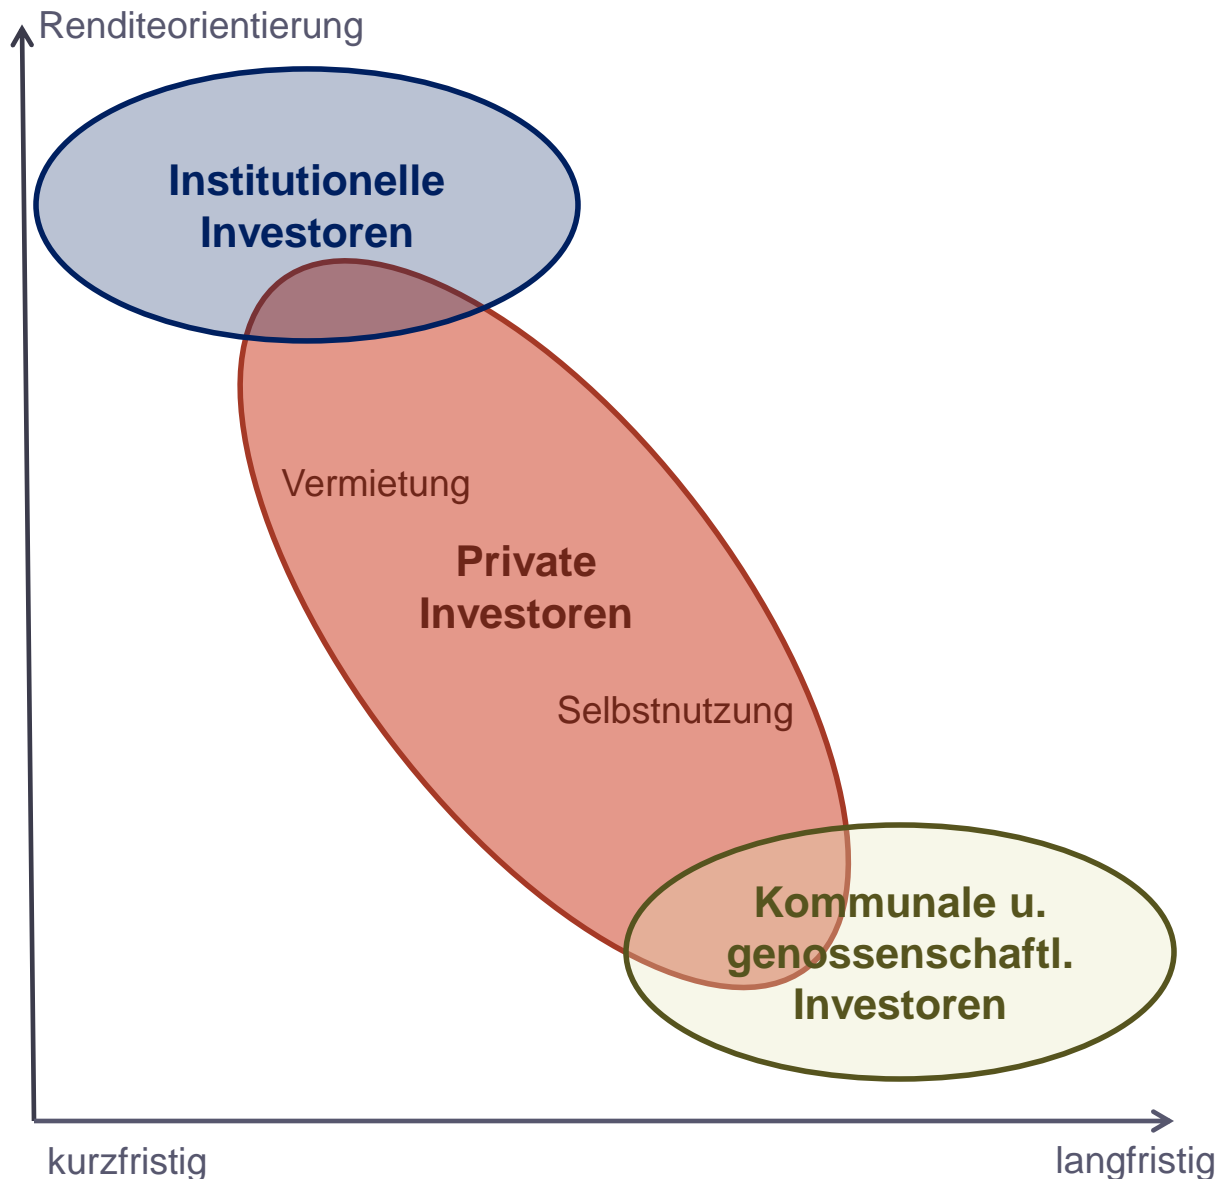 Renditeorientierung
Institutionelle
Investoren
Vermietung
Private
Investoren
Selbstnutzung
Kommunale u.
genossenschaftl.
Investoren
kurzfristig
langfristig